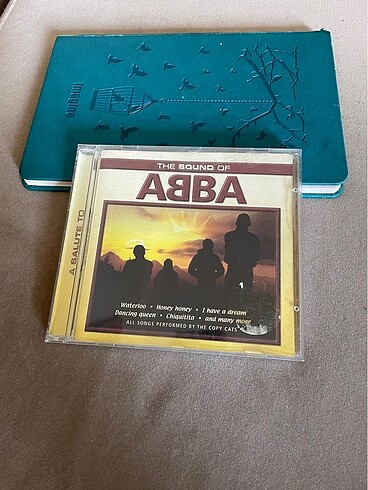 imagine
THE SOUND OF
ABBA
A SALUTE TO
Waterloo • Honey honey • I have a dream
Dancing queen • Chiquitita • and many more
ALL SONGS PERFORMED BY THE COPY CATS